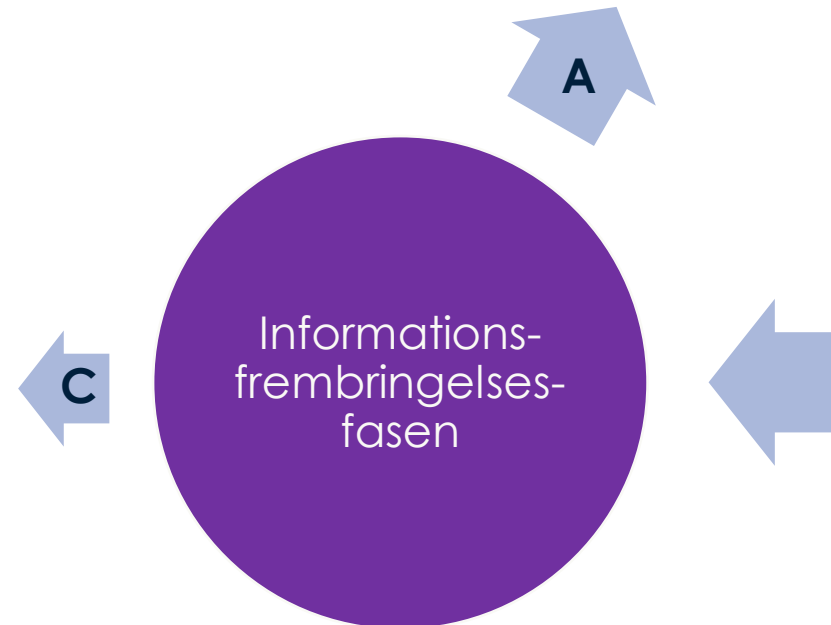 A
Informations-
frembringelses-
fasen
C